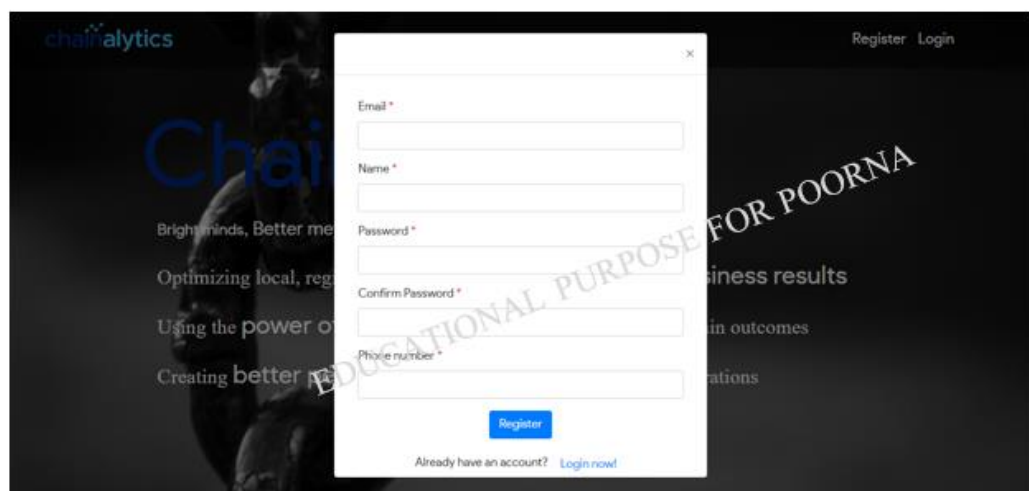 chainalytics
Register Login
×
Email *
Name *
Password *
Confirm Password *
Phone number *
Register
Already have an account? Login now!
Chai
Bright minds, Better me
Optimizing local, regi
siness results
Using the power of
in outcomes
Creating better
rations
EDUCATIONAL PURPOSE FOR POORNA